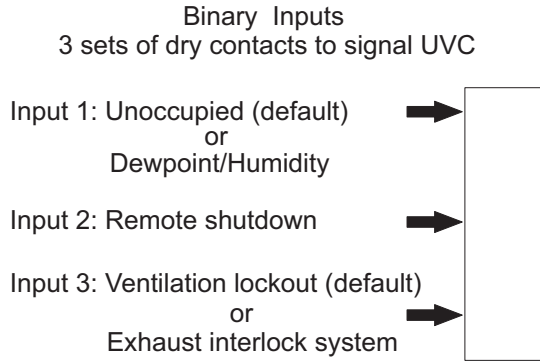 Binary Inputs
3 sets of dry contacts to signal UVC
Input 1: Unoccupied (default)
or
Dewpoint/Humidity
Input 2: Remote shutdown
Input 3: Ventilation lockout (default)
or
Exhaust interlock system